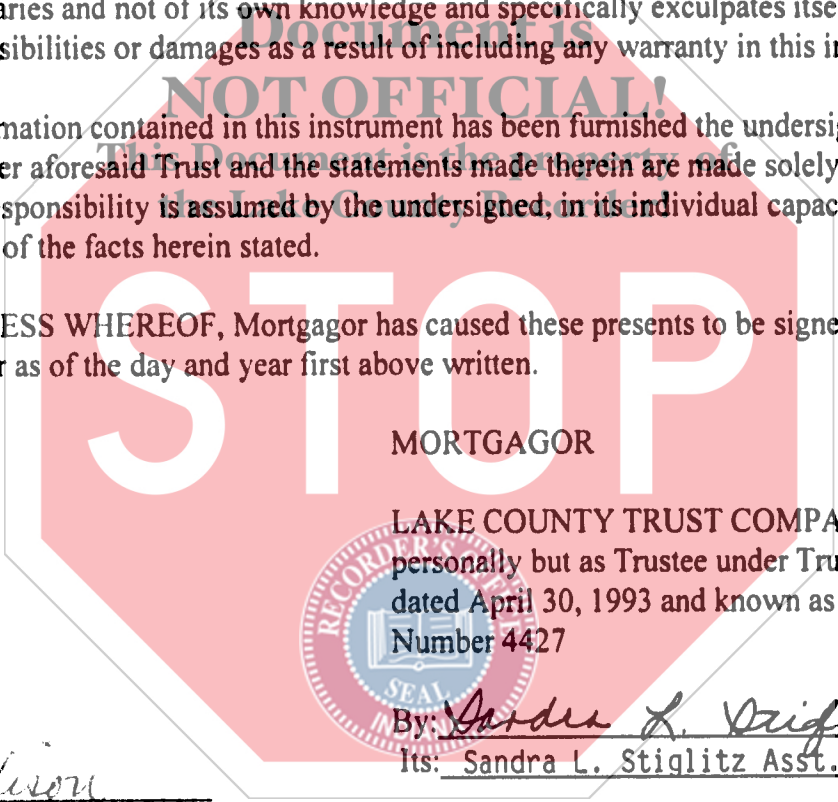 aries and not of its own knowledge and specifically exculpates itse
Document is
sibilities or damages as a result of including any warranty in this in
NOT OFFICIAL!
mation contained in this instrument has been furnished the undersig
This Document is the property of
er aforesaid Trust and the statements made therein are made solely
the Lake County Recorder!
sponsibility is assumed by the undersigned, in its individual capac
of the facts herein stated.
ESS WHEREOF, Mortgagor has caused these presents to be signe
r as of the day and year first above written.
STOP
MORTGAGOR
LAKE COUNTY TRUST COMPA
personally but as Trustee under Tru
dated April 30, 1993 and known as
Number 4427
RECORDER'S OFFICE
SEAL
INDIANA
By: Sandra L. Stig
Its: Sandra L. Stiglitz Asst.